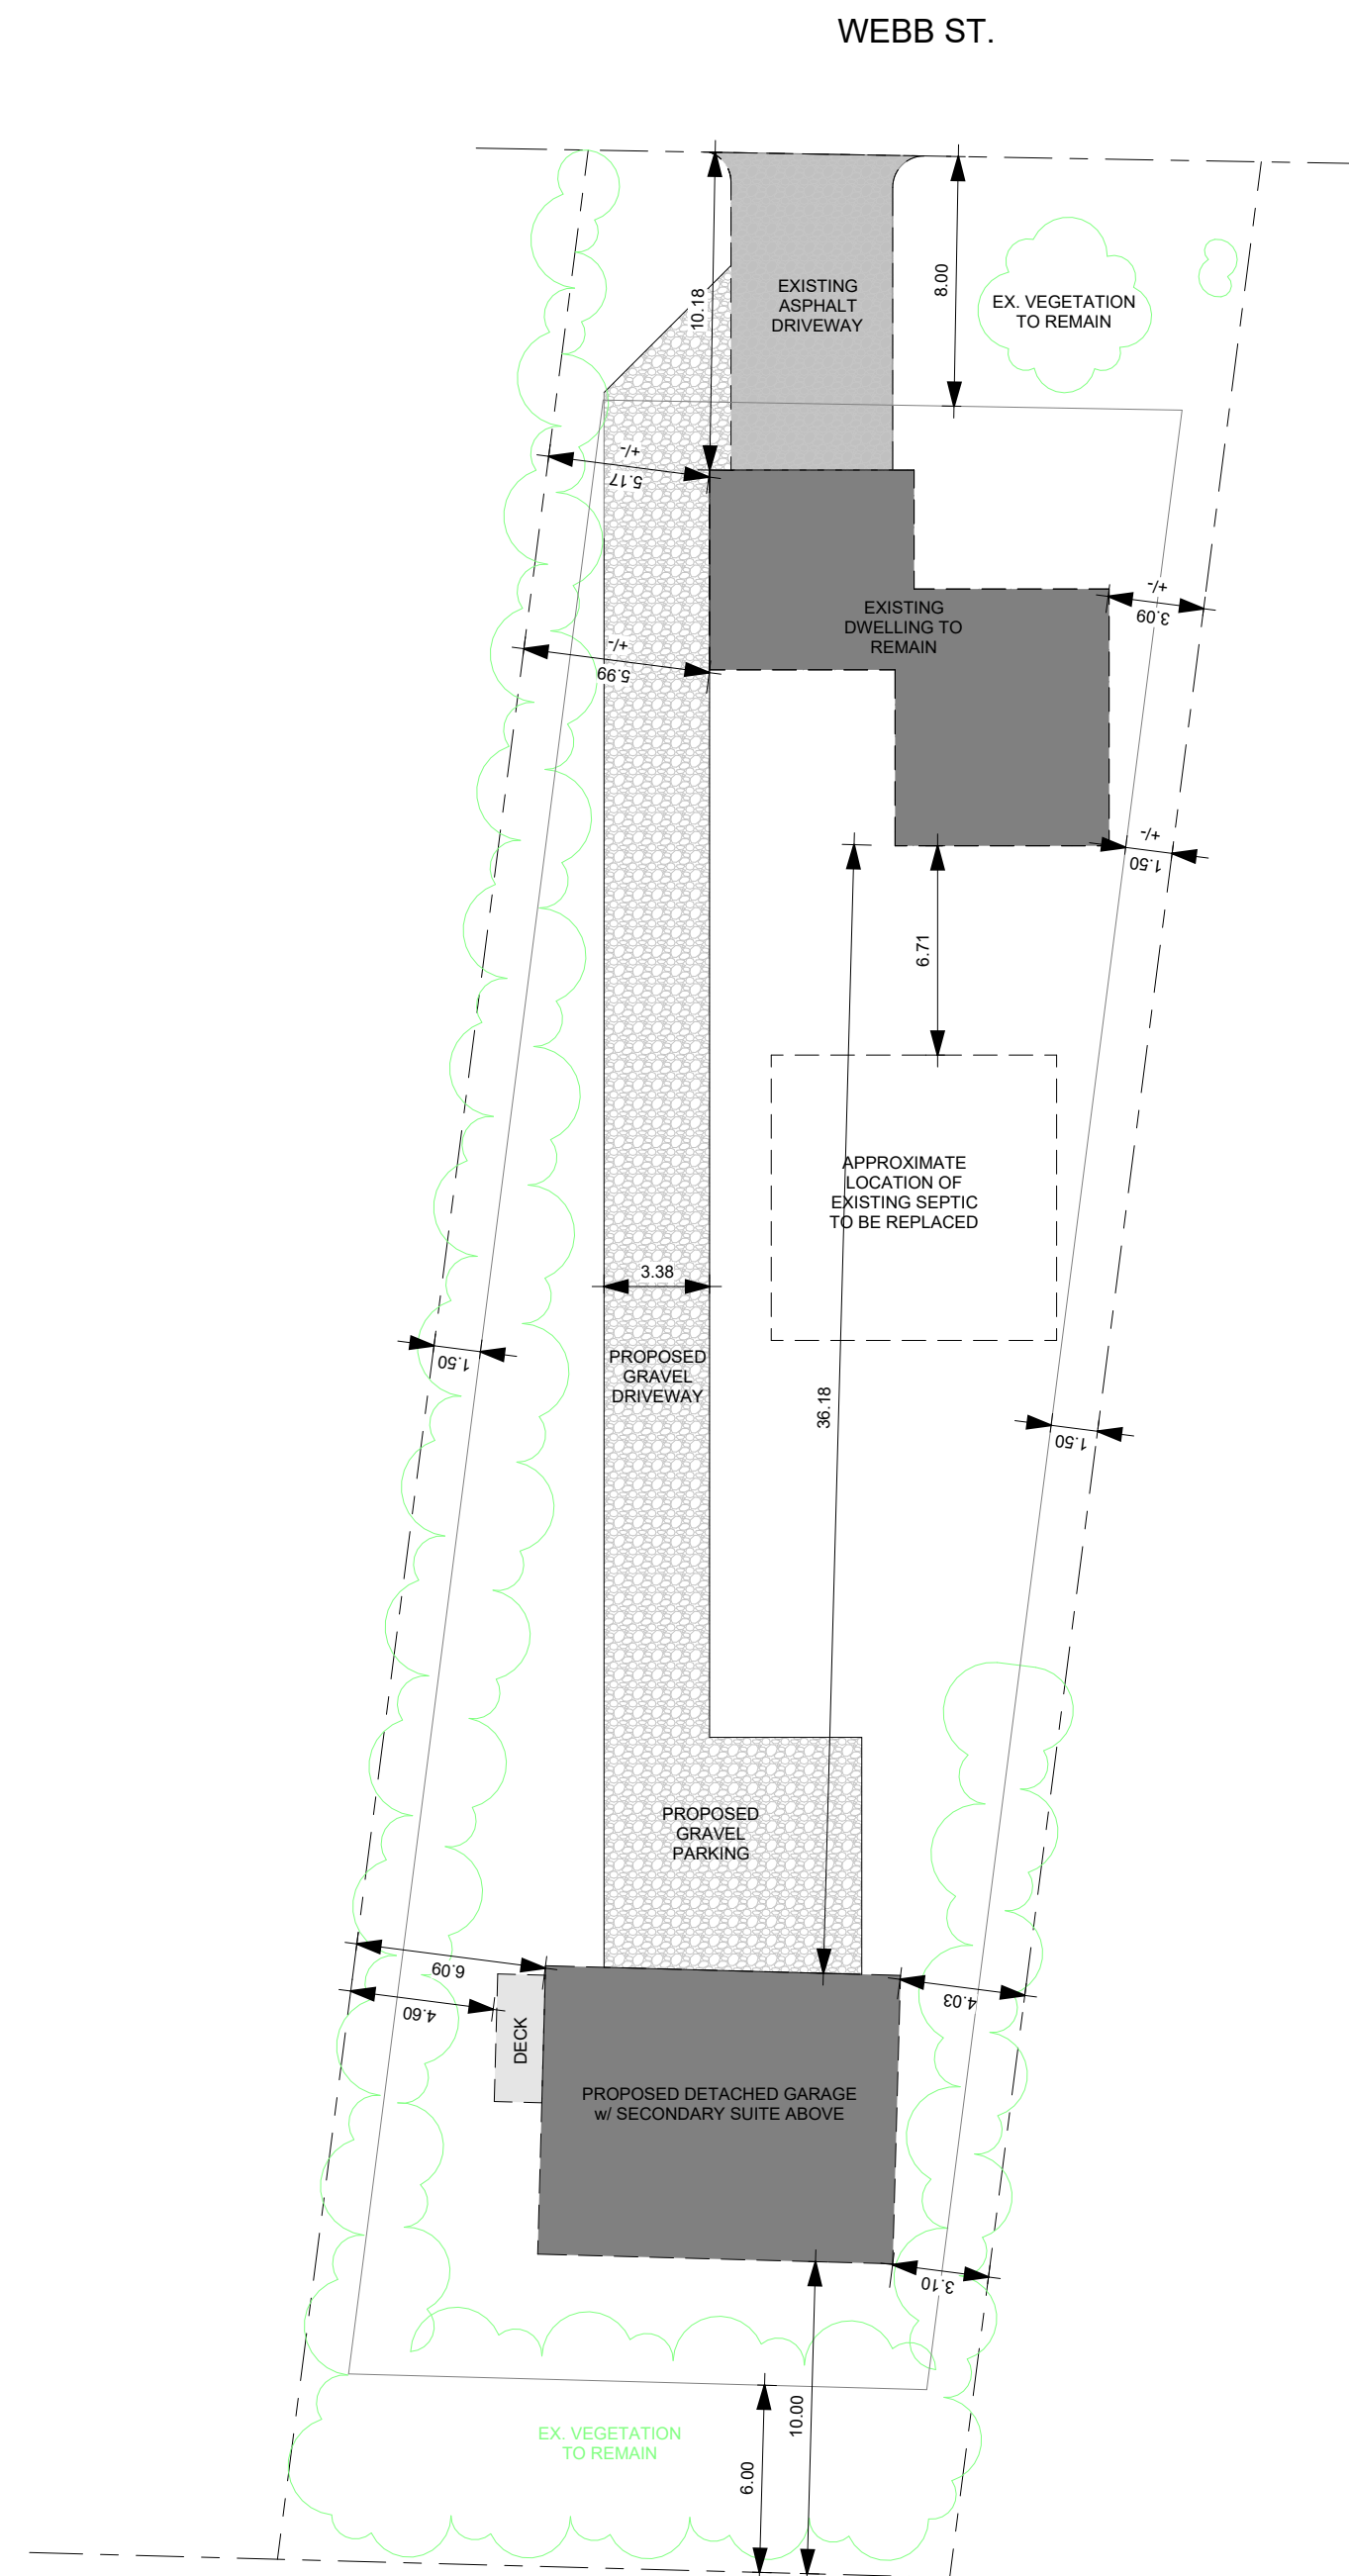 WEBB ST.
EXISTING
ASPHALT
DRIVEWAY
10.18
8.00
EX. VEGETATION
TO REMAIN
+/-
5.17
EXISTING
DWELLING TO
REMAIN
+/-
3.09
+/-
5.99
+/-
1.50
6.71
APPROXIMATE
LOCATION OF
EXISTING SEPTIC
TO BE REPLACED
3.38
1.50
PROPOSED
GRAVEL
DRIVEWAY
36.18
1.50
PROPOSED
GRAVEL
PARKING
6.09
4.60
4.03
DECK
PROPOSED DETACHED GARAGE
w/ SECONDARY SUITE ABOVE
3.10
EX. VEGETATION
TO REMAIN
10.00
6.00